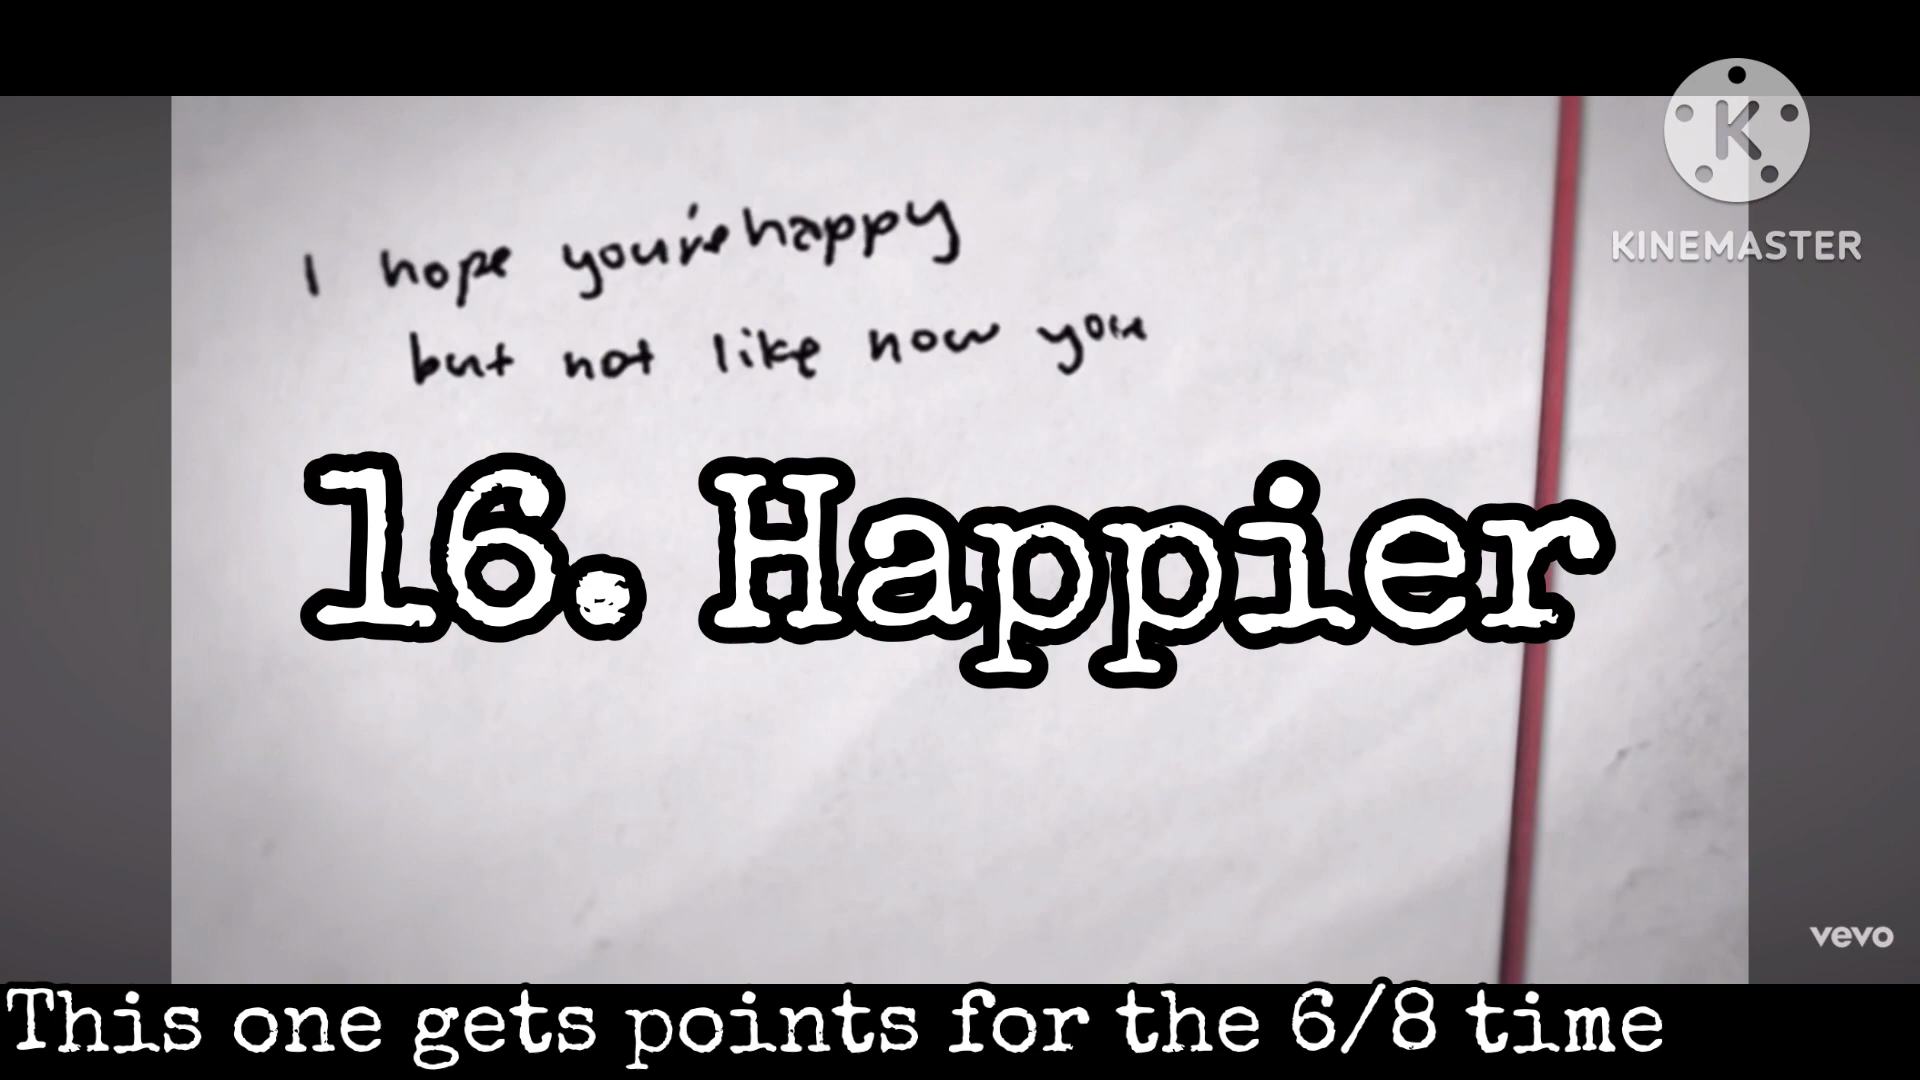 KINEMASTER
I hope you're happy
but not like how you
16. Happier
vevo
This one gets points for the 6/8 time